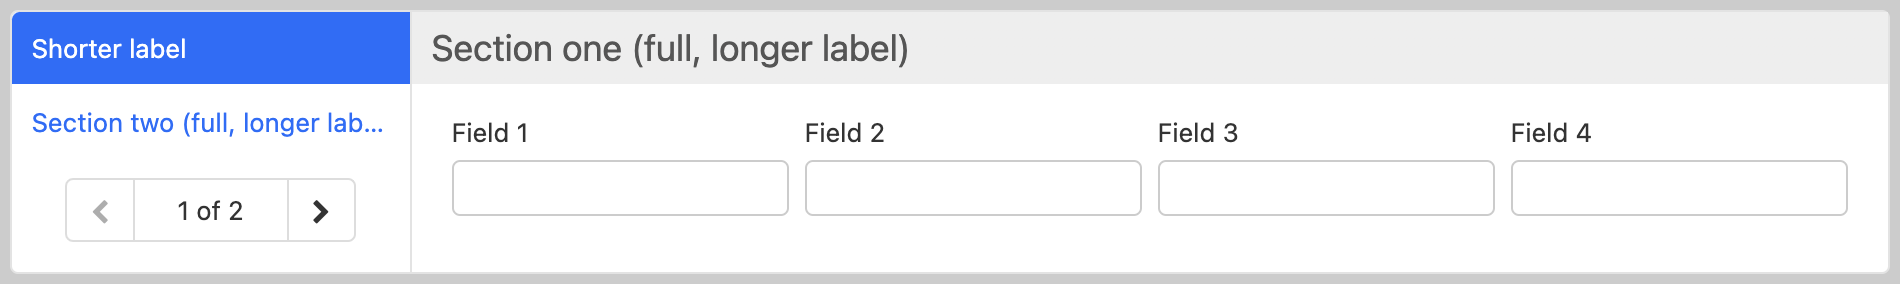 Shorter label
Section two (full, longer lab...
1 of 2
Section one (full, longer label)
Field 1
Field 2
Field 3
Field 4